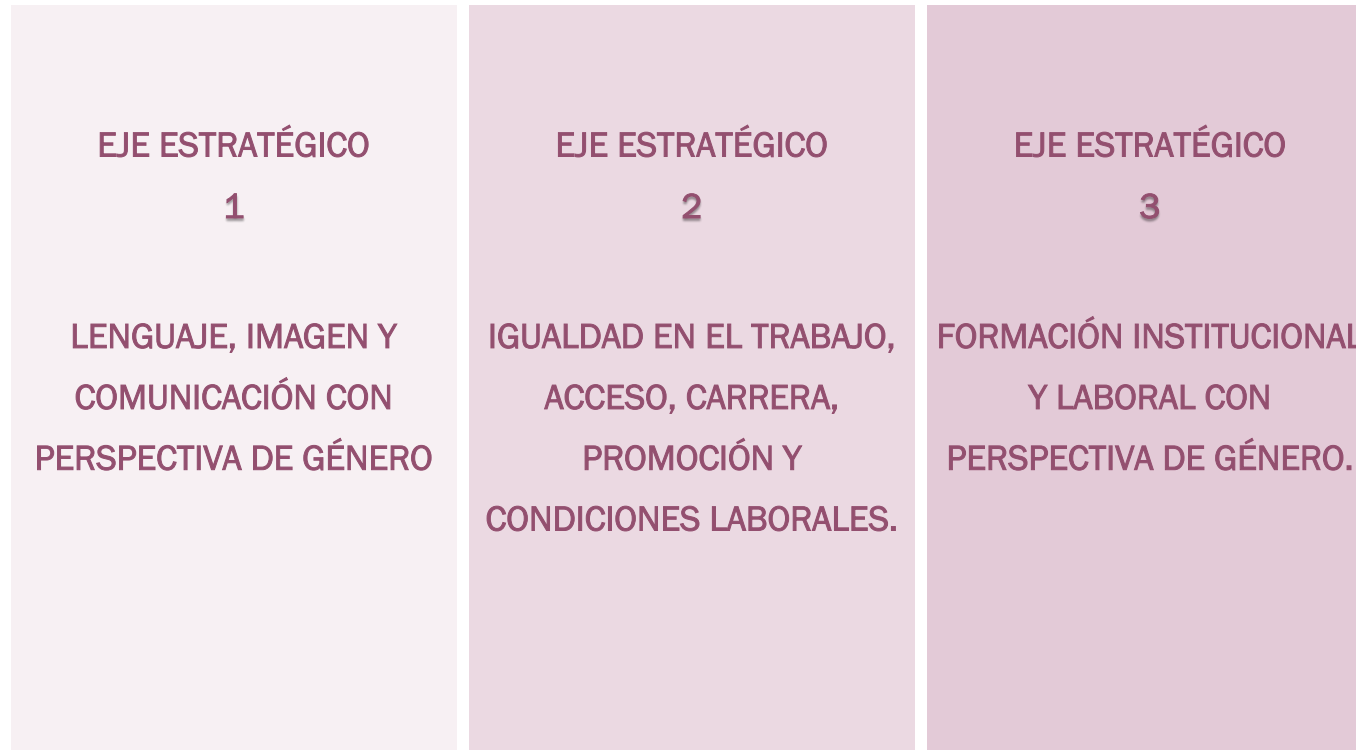 EJE ESTRATÉGICO
1
LENGUAJE, IMAGEN Y
COMUNICACIÓN CON
PERSPECTIVA DE GÉNERO
EJE ESTRATÉGICO
2
IGUALDAD EN EL TRABAJO,
ACCESO, CARRERA,
PROMOCIÓN Y
CONDICIONES LABORALES.
EJE ESTRATÉGICO
3
FORMACIÓN INSTITUCIONAL
Y LABORAL CON
PERSPECTIVA DE GÉNERO.